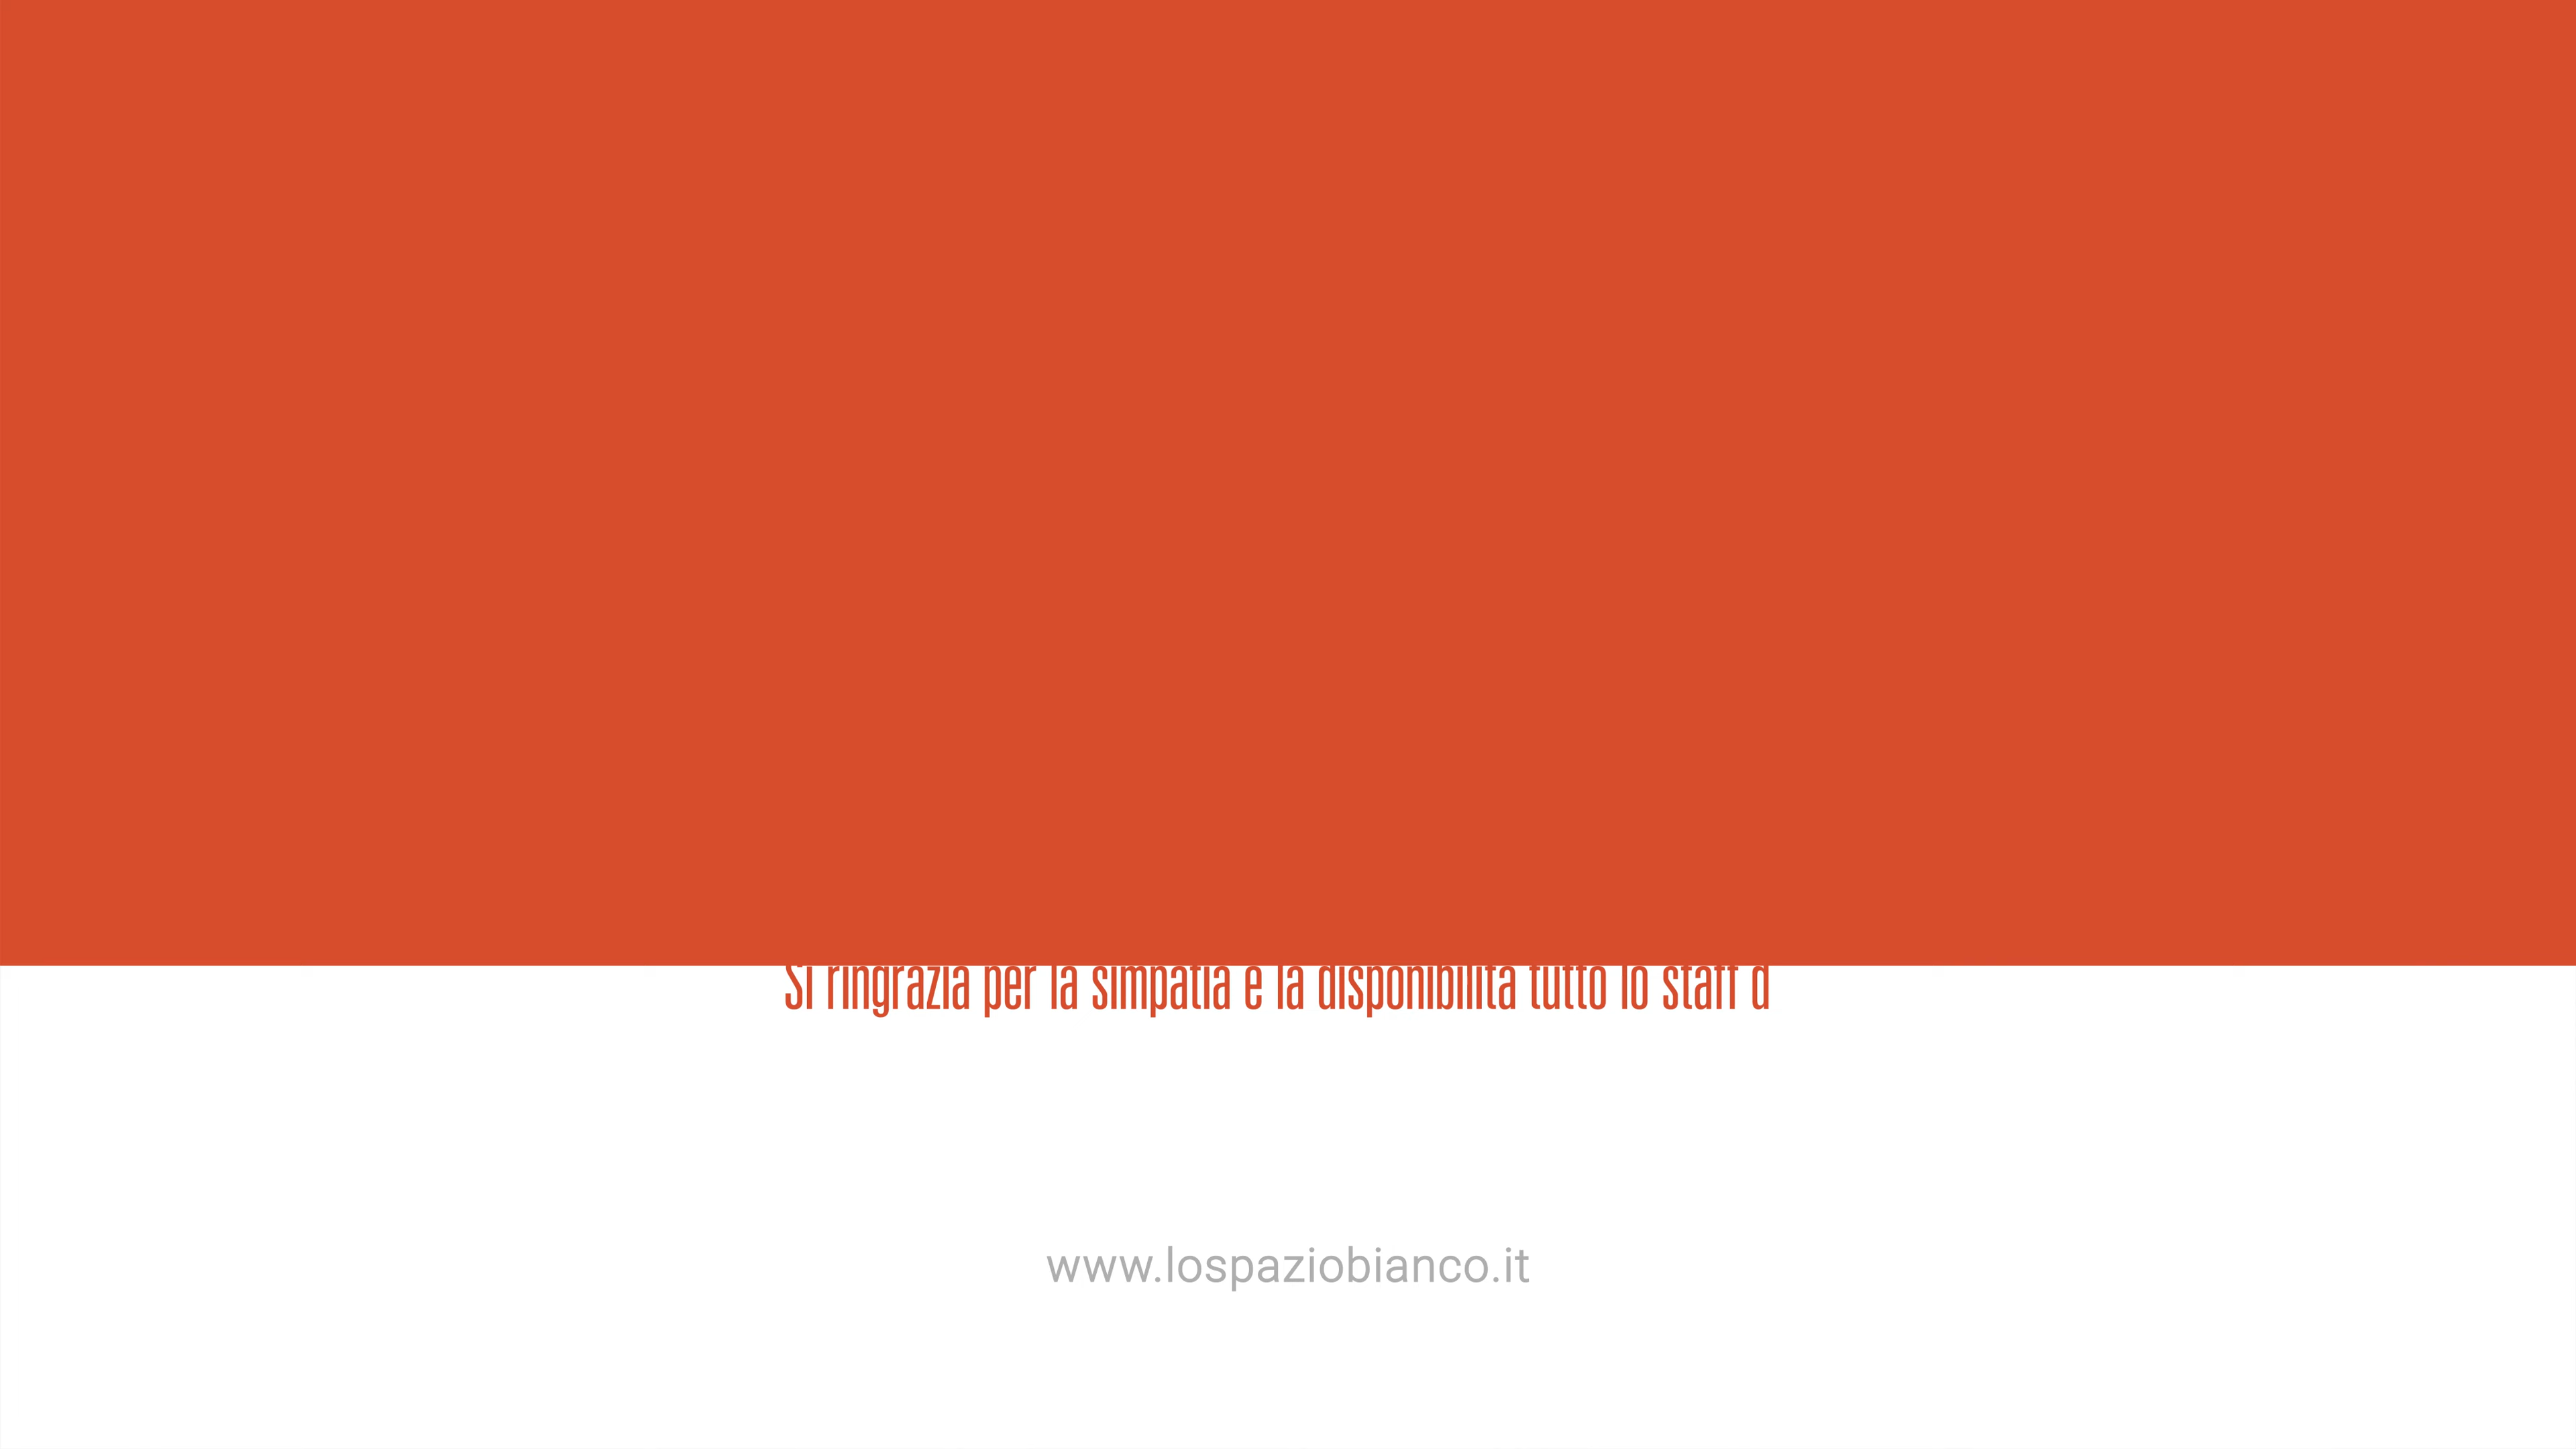 Si ringrazia per la simpatia e la disponibilità tutto lo staff d
www.lospaziobianco.it